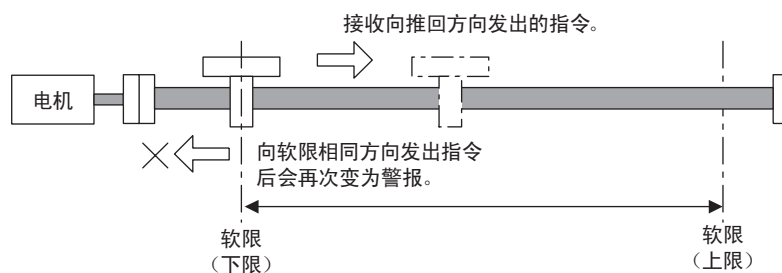 接收向推回方向发出的指令。
电机
向软限相同方向发出指令
后会再次变为警报。
软限
（下限）
软限
（上限）